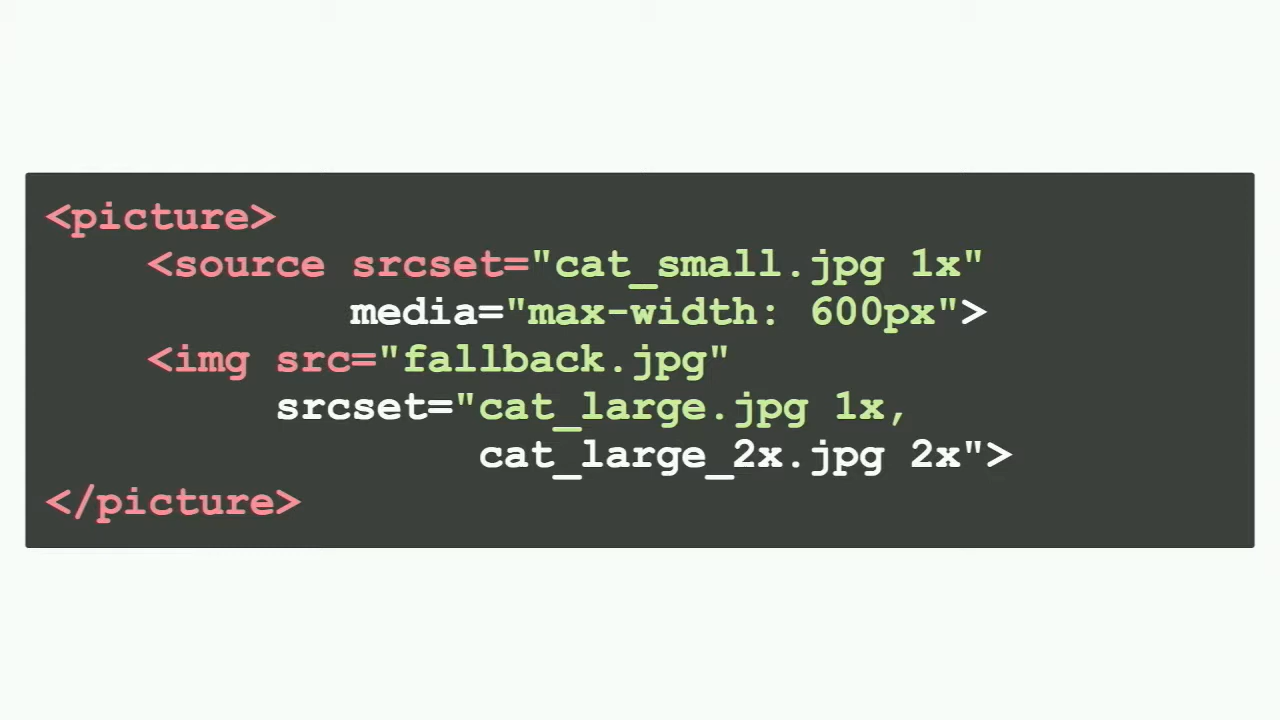 <picture>
<source srcset="cat_small.jpg 1x"
media="max-width: 600px">
<img src="fallback.jpg"
srcset="cat_large.jpg 1x,
cat_large_2x.jpg 2x">
</picture>